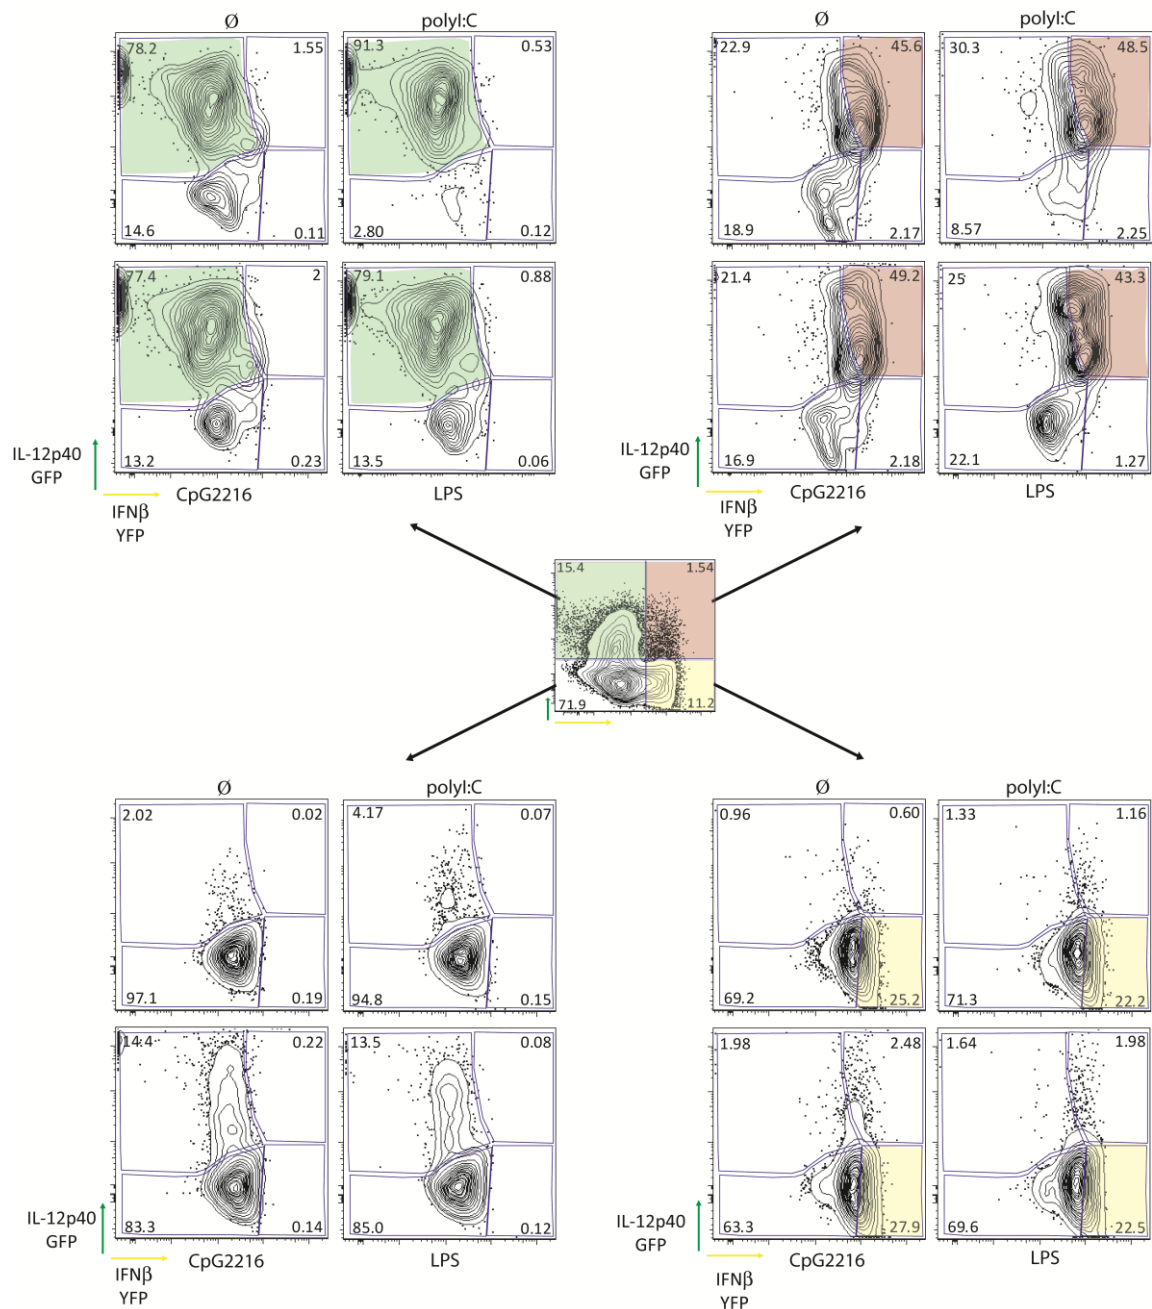 Ø polyI:C Ø polyI:C
78.2 1.55 91.3 0.53 22.9 45.6 30.3 48.5
14.6 0.11 2.80 0.12 18.9 2.17 8.57 2.25
77.4 2 79.1 0.88 21.4 49.2 25 43.3
IL-12p40 IL-12p40
GFP GFP
13.2 0.23 13.5 0.06 16.9 2.18 22.1 1.27
CpG2216 LPS CpG2216 LPS
IFNβ IFNβ
YFP YFP
15.4 1.54
71.9 11.2
Ø polyI:C Ø polyI:C
2.02 0.02 4.17 0.07 0.96 0.60 1.33 1.16
97.1 0.19 94.8 0.15 69.2 25.2 71.3 22.2
14.4 0.22 13.5 0.08 1.98 2.48 1.64 1.98
IL-12p40 IL-12p40
GFP GFP
83.3 0.14 85.0 0.12 63.3 27.9 69.6 22.5
CpG2216 LPS CpG2216 LPS
IFNβ IFNβ
YFP YFP